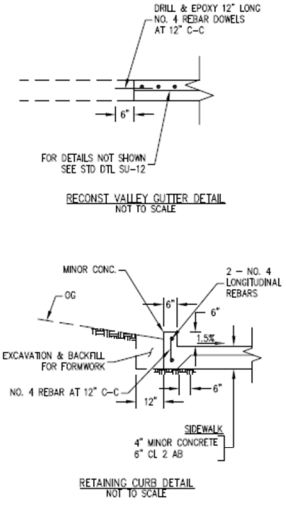 DRILL & EPOXY 12" LONG
NO. 4 REBAR DOWELS
AT 12" C-C
6"
FOR DETAILS NOT SHOWN
SEE STD DTL SU-12
RECONST VALLEY GUTTER DETAIL
NOT TO SCALE
MINOR CONC.
2 - NO. 4
LONGITUDINAL
REBARS
6"
OG
6"
1.5%
EXCAVATION & BACKFILL
FOR FORMWORK
NO. 4 REBAR AT 12" C-C
12"
6"
SIDEWALK
4" MINOR CONCRETE
6" CL 2 AB
RETAINING CURB DETAIL
NOT TO SCALE